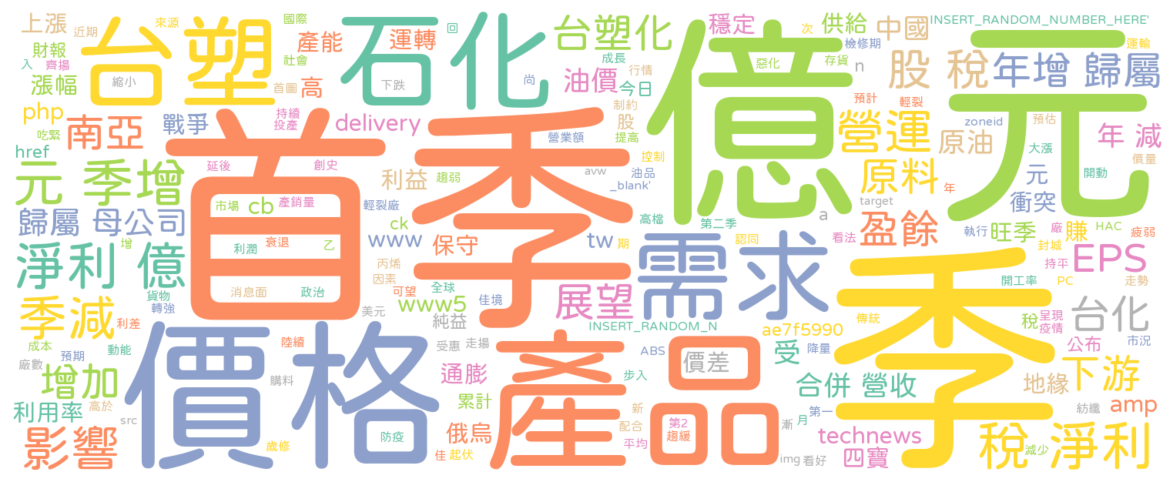 上漲 近期 來源 國際 台塑化 穩定 供給 中國 INSERT_RANDOM_NUMBER_HERE'
財報 台塑 社會 產能 運轉 石化 回 次 檢修期 運輸
入 齊揚 成長 惡化 存貨 n 股 稅 年增 歸屬
漲幅 縮小 首圖 高 下跌 尚 油價 行情 今日 億 元
php 南亞 戰爭 持續 投產 delivery 制約 股 提高 預計 輕裂 營運 zoneid 預估 年 減
吃緊 href 延後 創史 首季 營業額 控制 原油 大漲 價量
元 季增 利益 趨弱 avw 油品 _blank' 原料 年 元 開動
歸屬 母公司 市場 cb 產銷量 輕裂廠 高檔 a target 衝突
增 利潤 衰退 乙 ck www 保守 tw 期 第二季 認同 看法 盈餘 執行 旺季 封城 廠 賺 HAC 疲弱
淨利 億 丙烯 因素 需求 季 持平 EPS
消息面 政治 可望 全球 展望 開工率 PC 走勢
貨物 轉強 www5 佳境 美元 純益 INSERT_RANDOM_N 傳統 稅 呈現 疫情 台化
季減 利差 價格 產品 ae7f5990 公布 市況
成本 預期 動能 陸續 受惠 走揚 ABS 價差 受 降量
廠數 增加 購料 通膨 步入 合併 營收 地緣 下游
利用率 高於 src 累計 新 第2 漸 月 第一 紡纖 amp
影響 歲修 防疫 佳 俄烏 起伏 配合 平均 趨緩 technews
img 看好 四寶 稅 減少 淨利